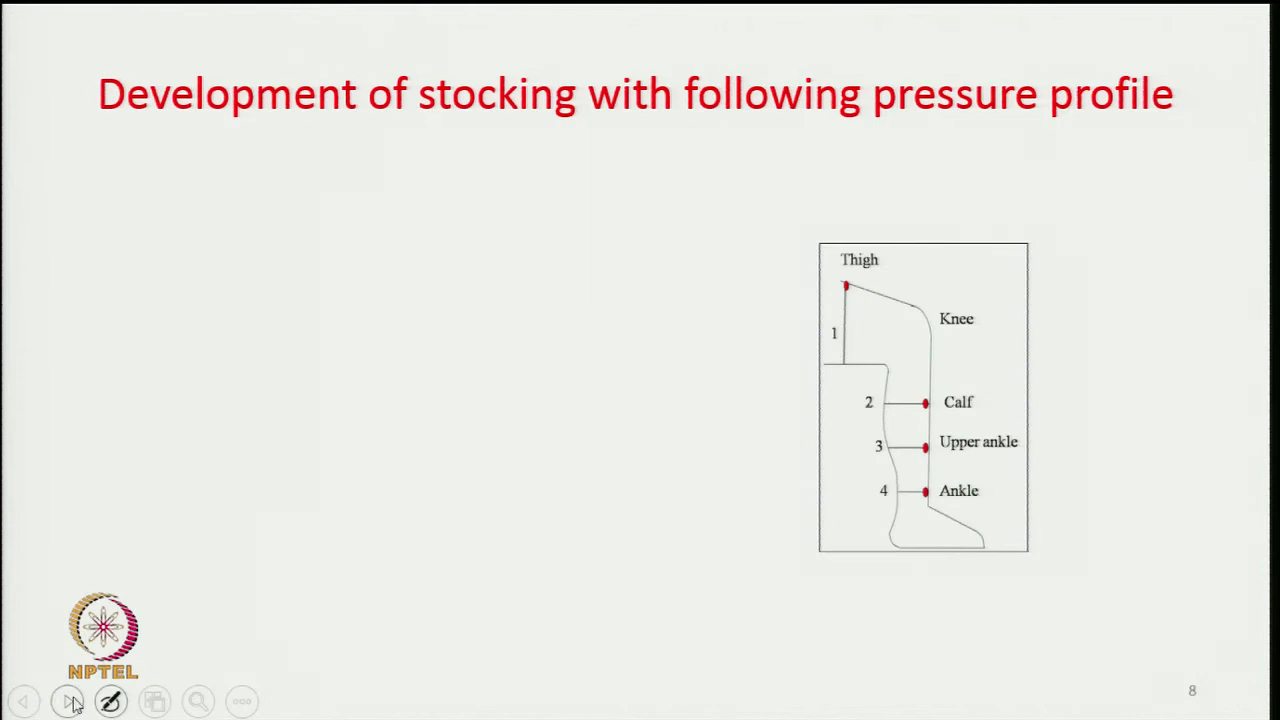 Development of stocking with following pressure profile
Thigh
Knee
1
2 Calf
3 Upper ankle
4 Ankle
NPTEL
8